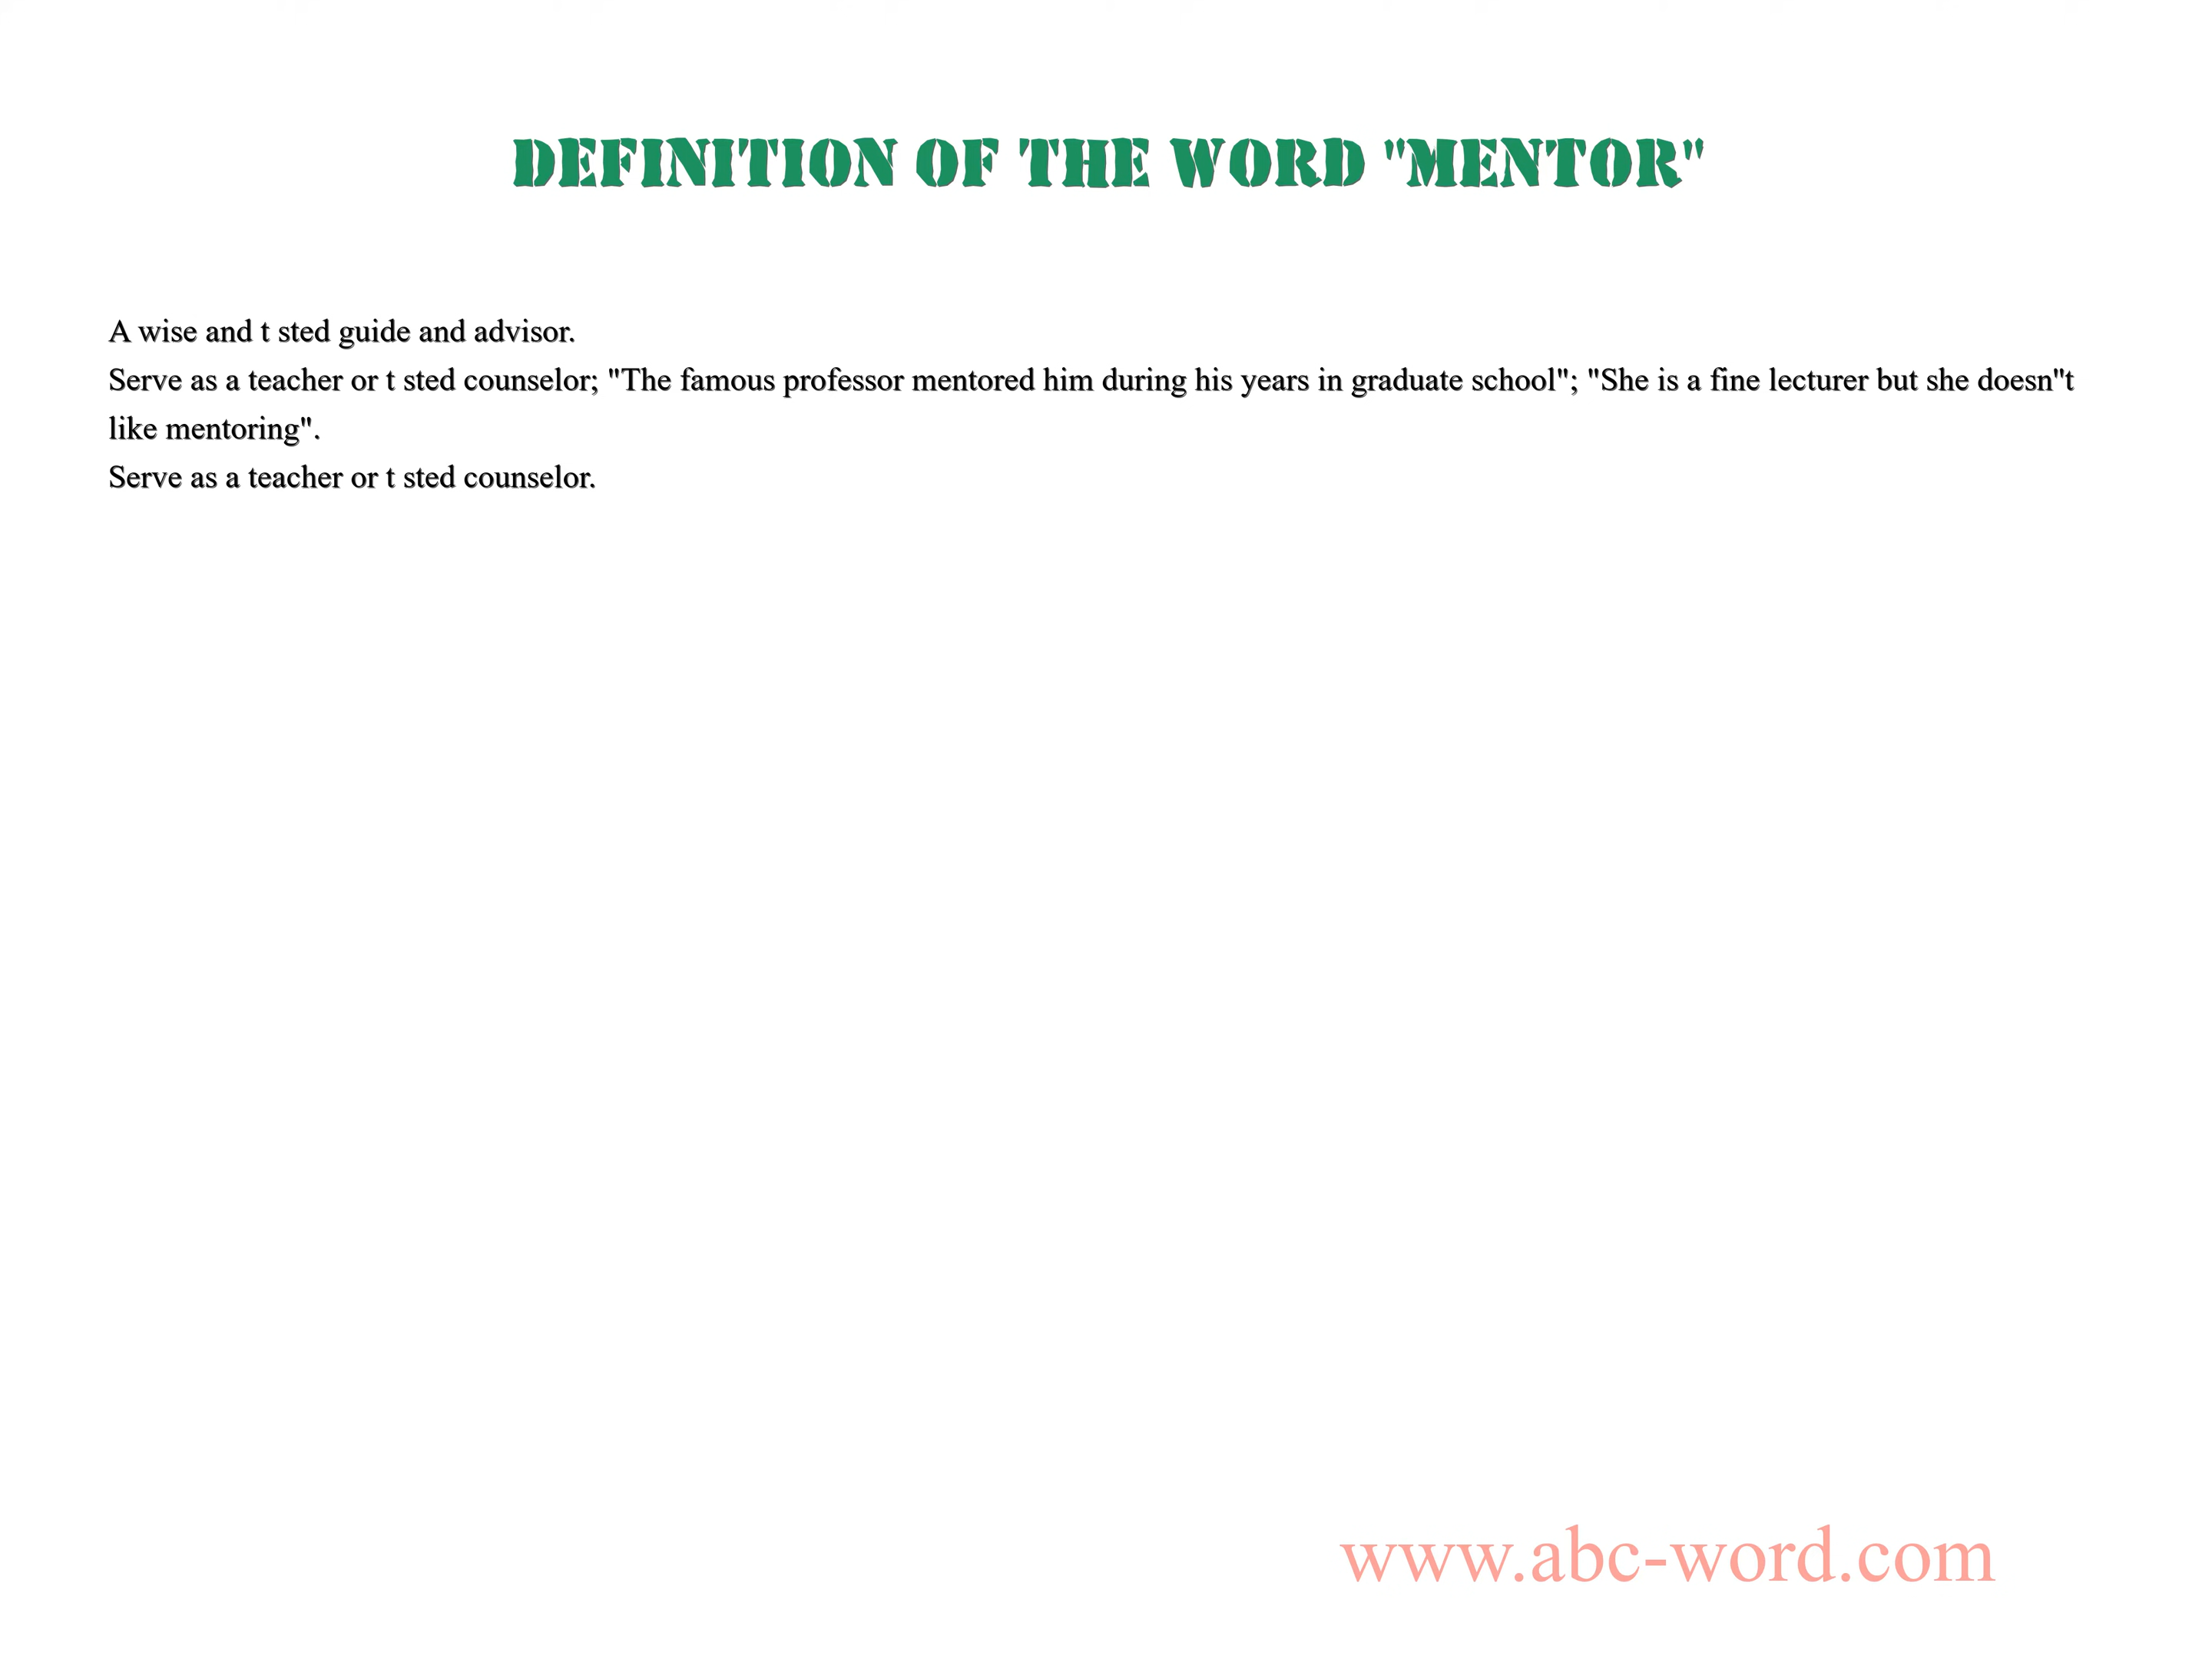 DEFINITION OF THE WORD "MENTOR"
A wise and t sted guide and advisor.
Serve as a teacher or t sted counselor; "The famous professor mentored him during his years in graduate school"; "She is a fine lecturer but she doesn"t
like mentoring".
Serve as a teacher or t sted counselor.
www.abc-word.com